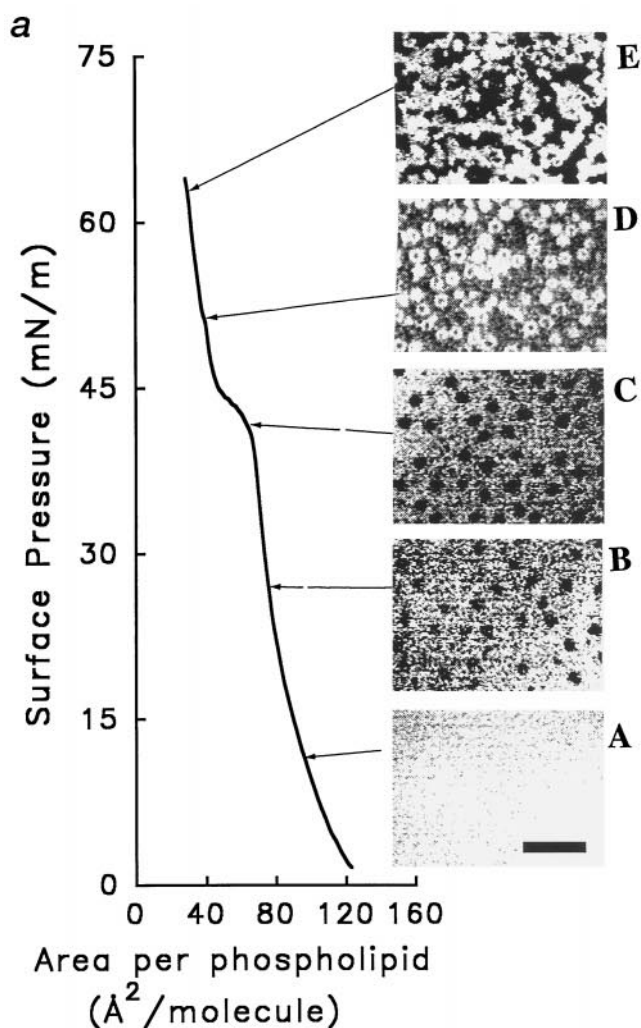 a
75
60
45
30
15
0
0 40 80 120 160
Surface Pressure (mN/m)
Area per phospholipid
(Å²/molecule)
E
D
C
B
A